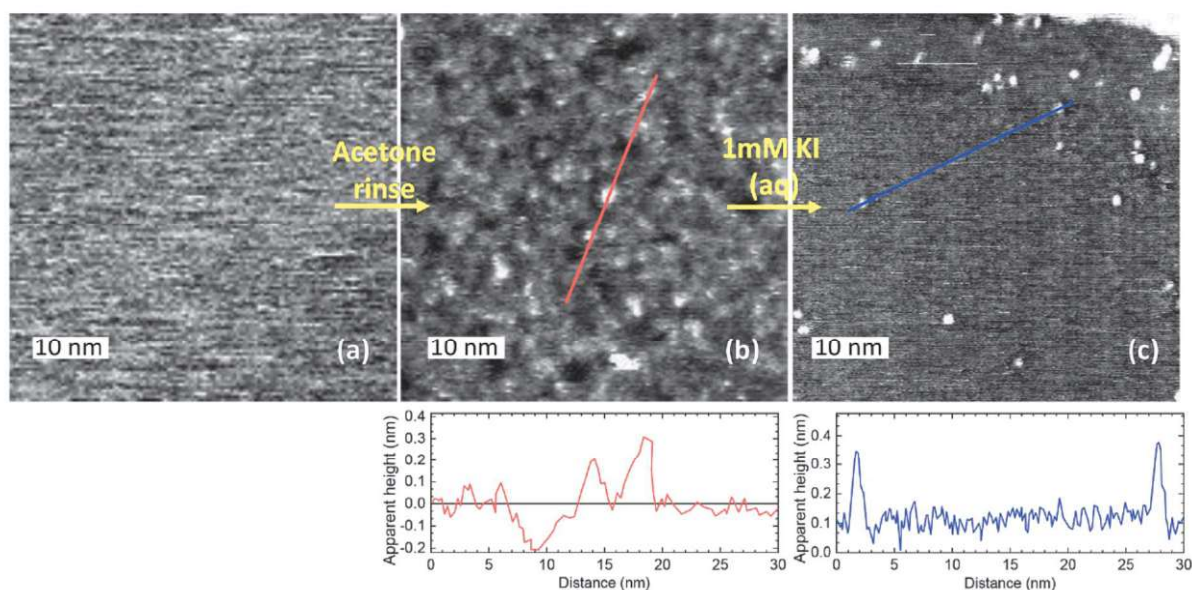 Acetone
rinse
1mM KI
(aq)
10 nm
(a)
10 nm
(b)
10 nm
(c)
Apparent height (nm)
0.4
0.3
0.2
0.1
0.0
-0.1
-0.2
0 5 10 15 20 25 30
Distance (nm)
Apparent height (nm)
0.4
0.3
0.2
0.1
0.0
0 5 10 15 20 25 30
Distance (nm)